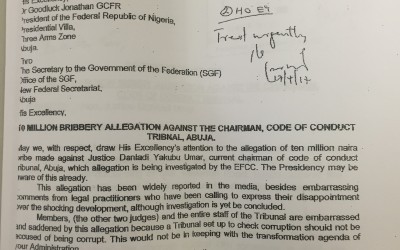 His Excellency,
Dr Goodluck Jonathan GCFR
President of the Federal Republic of Nigeria,
Presidential Villa,
Three Arms Zone
Abuja.
HO E9
Treat urgently
Thro
The Secretary to the Government of the Federation (SGF)
Office of the SGF,
New Federal Secretariat,
Abuja
His Excellency,
10 MILLION BRIBBERY ALLEGATION AGAINST THE CHAIRMAN, CODE OF CONDUCT
TRIBNAL, ABUJA.
May we, with respect, draw His Excellency's attention to the allegation of ten million naira
bribe made against Justice Danladi Yakubu Umar, current chairman of code of conduct
tribunal, Abuja, which allegation is being investigated by the EFCC. The Presidency may be
aware of this already.
This allegation has been widely reported in the media, besides embarrassing
comments from legal practitioners who have been calling to express their disappointment
over the shocking development, although investigation is yet be concluded.
Members, (the other two judges) and the entire staff of the Tribunal are embarrassed
and saddened by this allegation because a Tribunal set up to check corruption should not be
accused of being corrupt. This would not be in keeping with the transformation agenda of
your Administration